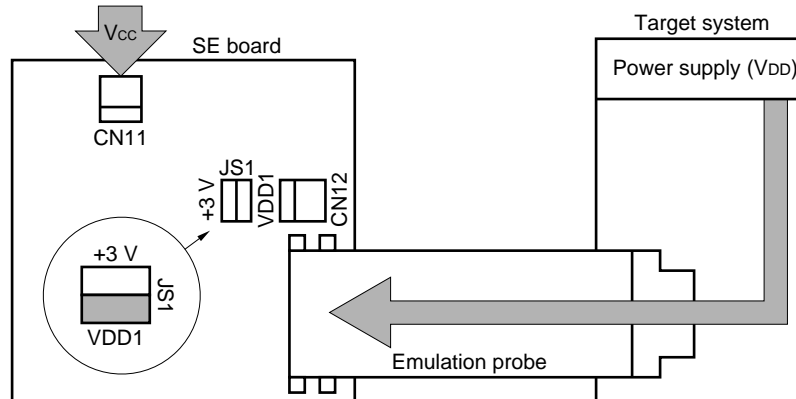 Target system
Vcc
SE board
Power supply (VDD)
CN11
JS1
+3 V
VDD1
CN12
+3 V
JS1
VDD1
Emulation probe